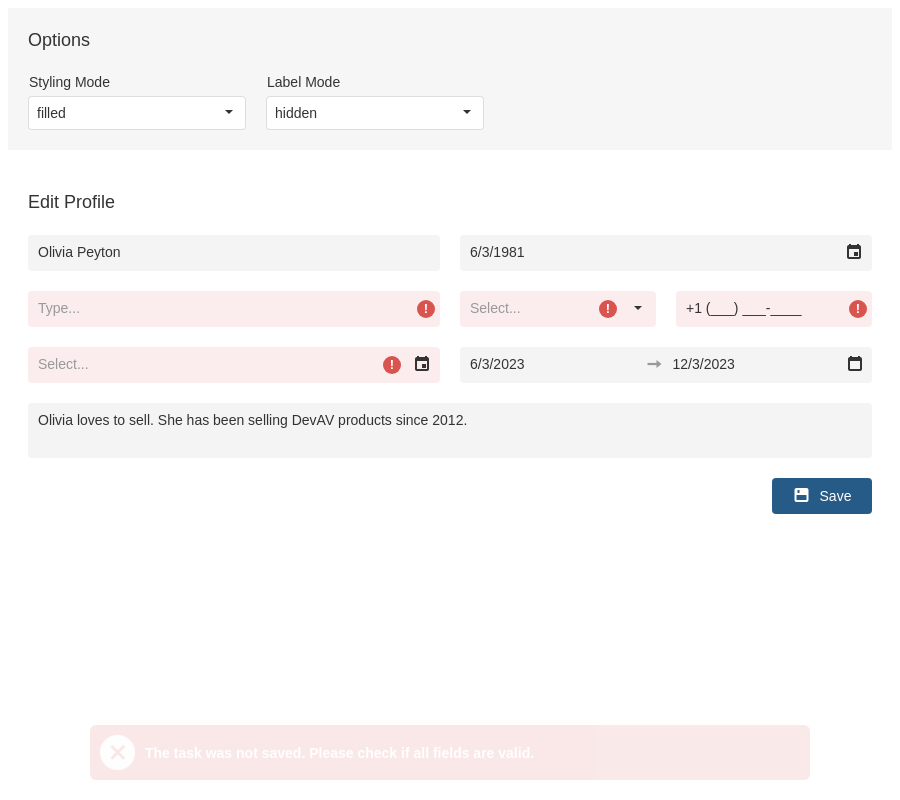 Options
Styling Mode Label Mode
filled hidden
Edit Profile
Olivia Peyton 6/3/1981
Type... Select... +1 (___) ___-____
Select... 6/3/2023 12/3/2023
Olivia loves to sell. She has been selling DevAV products since 2012.
Save
The task was not saved. Please check if all fields are valid.